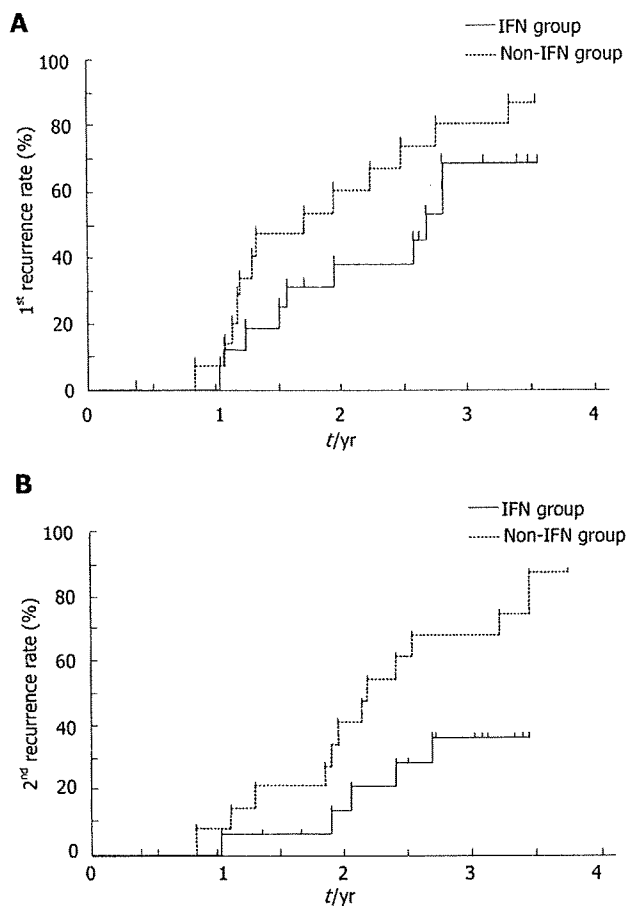 A
IFN group
Non-IFN group
1st recurrence rate (%)
100
80
60
40
20
0
0 1 2 3 4
t/yr
B
IFN group
Non-IFN group
2nd recurrence rate (%)
100
80
60
40
20
0
0 1 2 3 4
t/yr